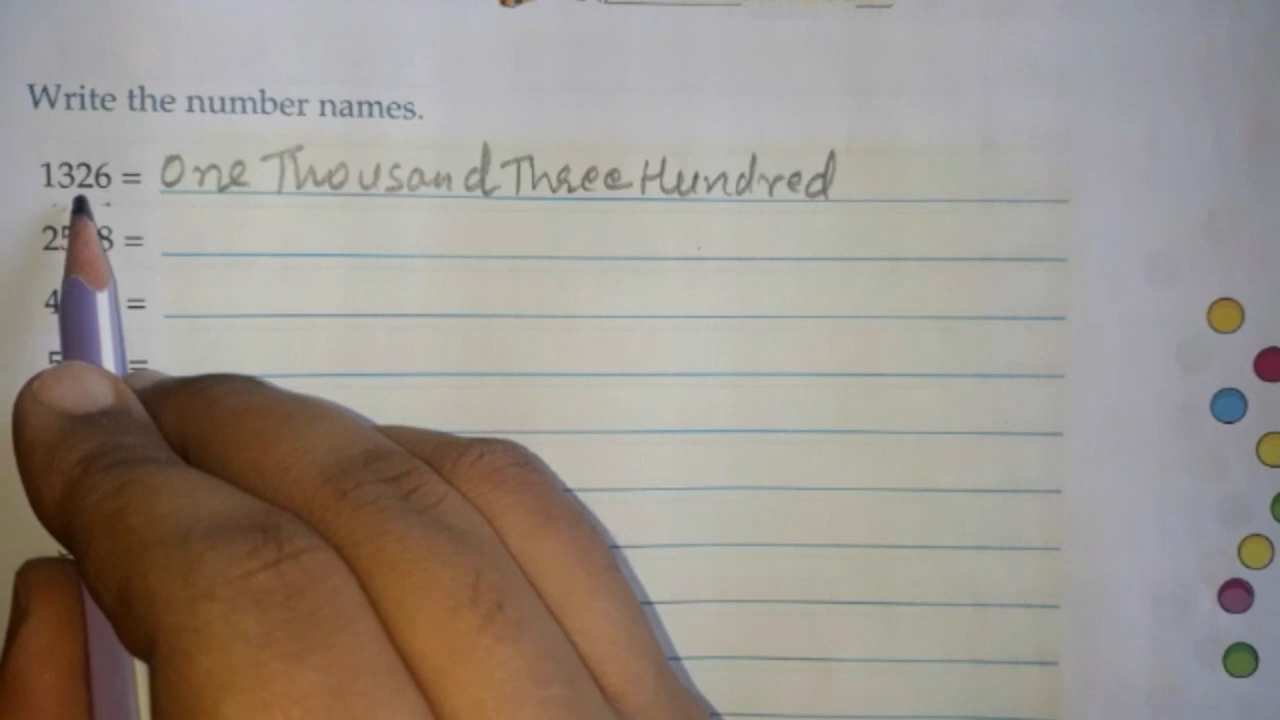 Write the number names.
1326 = One Thousand Three Hundred
=
=
=